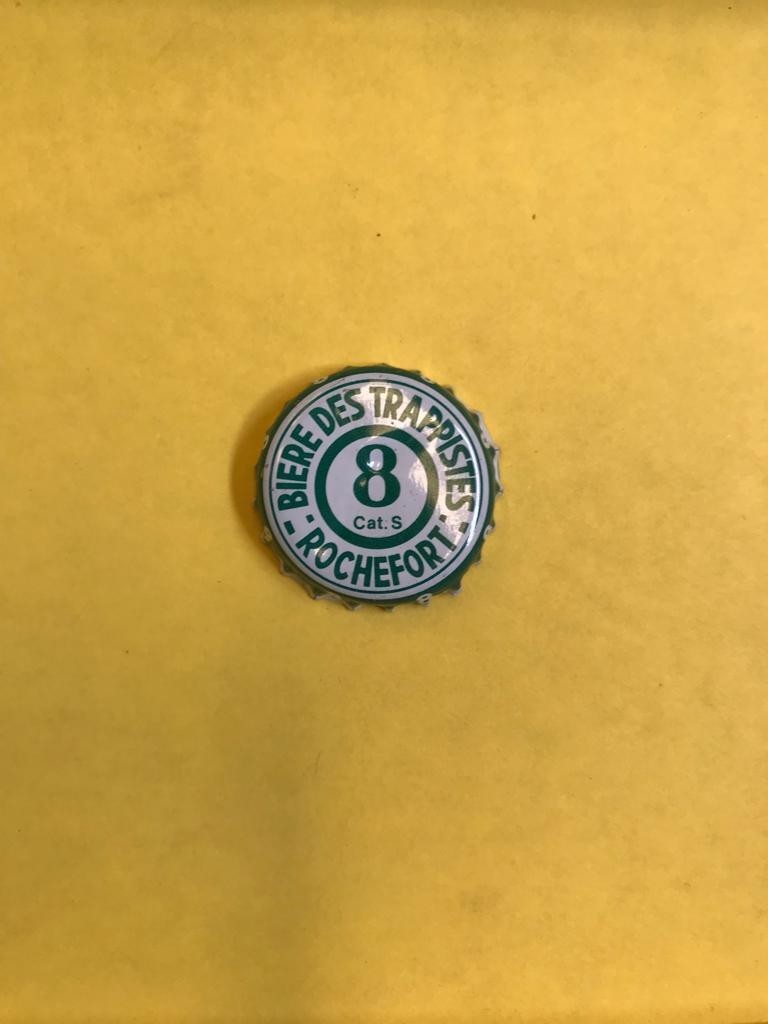 - BIERE DES TRAPPISTES -
8
Cat. S
- ROCHEFORT -